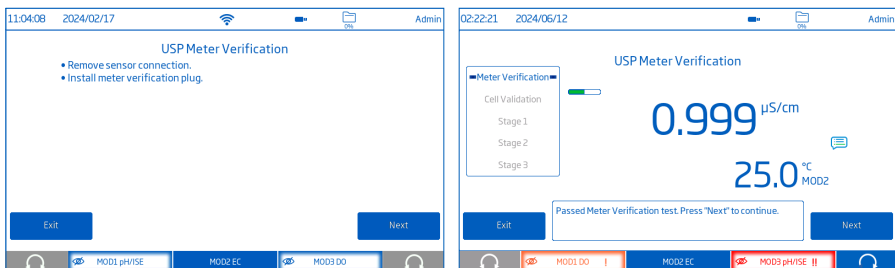 11:04:08 2024/02/17 0% Admin
USP Meter Verification
• Remove sensor connection.
• Install meter verification plug.
Exit Next
MOD1 pH/ISE MOD2 EC MOD3 DO
02:22:21 2024/06/12 0% Admin
USP Meter Verification
Meter Verification
Cell Validation
Stage 1
Stage 2
Stage 3
0.999 µS/cm
25.0 °C
MOD2
Passed Meter Verification test. Press "Next" to continue.
Exit Next
MOD1 DO ! MOD2 EC MOD3 pH/ISE !!